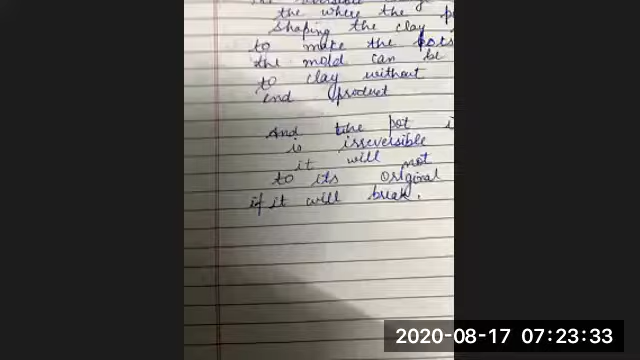 the where the
shaping the clay
to make the pots
the mold can be
to clay without
end product
And the pot
is irreversible
it will not
to its original
if it will break.
2020-08-17 07:23:33